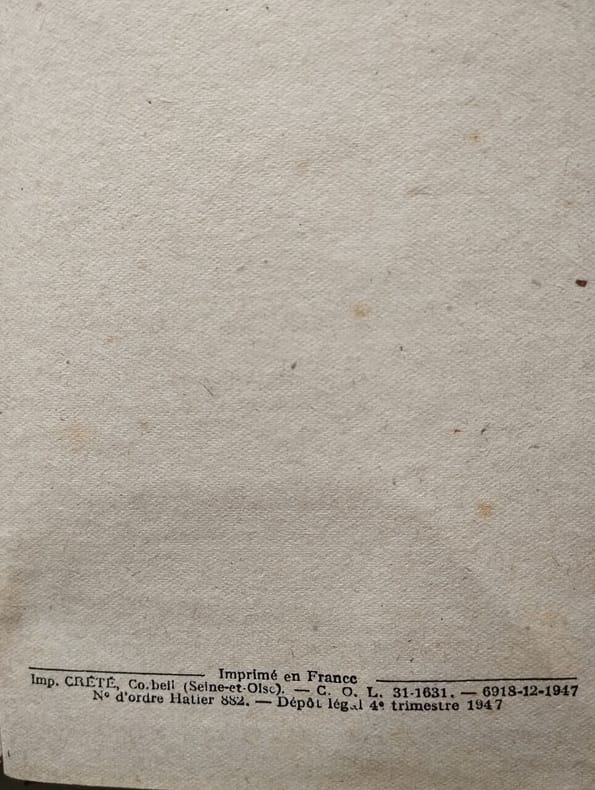 Imprimé en France
Imp. CRÉTÉ, Corbeil (Seine-et-Oise). — C. O. L. 31-1631. — 6918-12-1947
N° d'ordre Hatier 882. — Dépôt légal 4e trimestre 1947